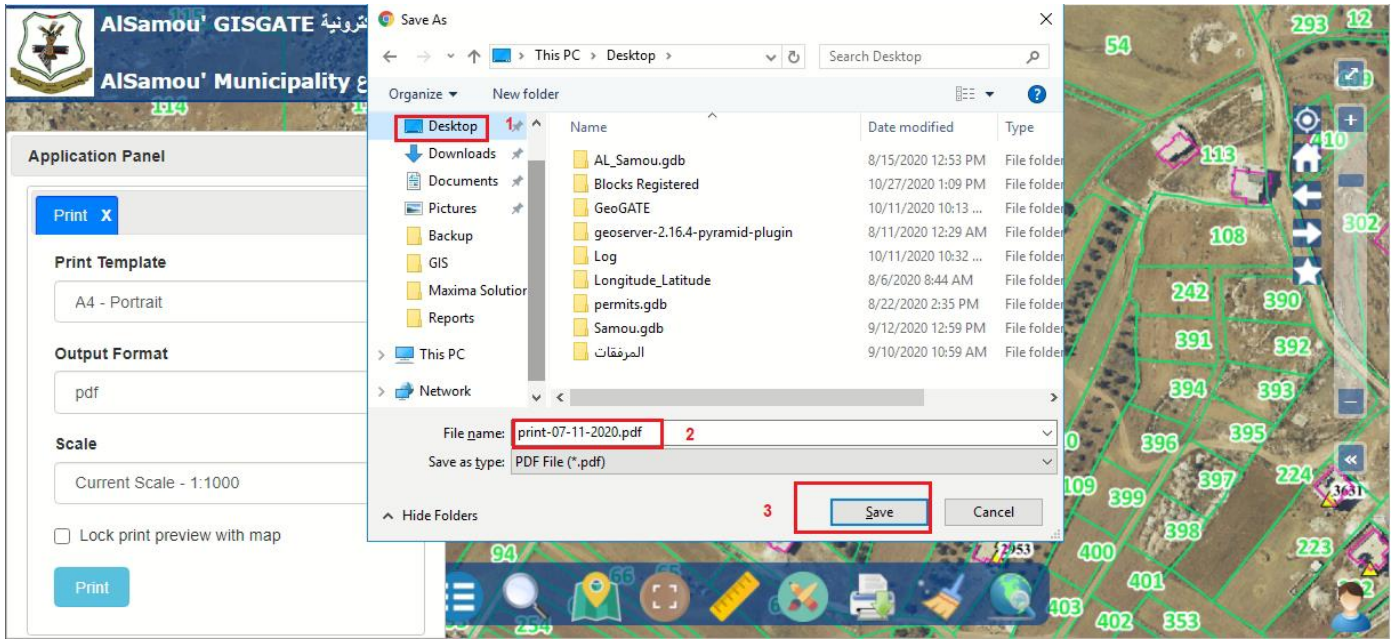 AlSamou' GISGATE
AlSamou' Municipality
114
Application Panel
Print X
Print Template
A4 - Portrait
Output Format
pdf
Scale
Current Scale - 1:1000
Lock print preview with map
Print
Save As
This PC > Desktop >
Search Desktop
Organize
New folder
Desktop 1
Downloads
Documents
Pictures
Backup
GIS
Maxima Solution
Reports
This PC
Network
Name Date modified Type
AL_Samou.gdb 8/15/2020 12:53 PM File folder
Blocks Registered 10/27/2020 1:09 PM File folder
GeoGATE 10/11/2020 10:13 ... File folder
geoserver-2.16.4-pyramid-plugin 8/11/2020 12:29 AM File folder
Log 10/11/2020 10:32 ... File folder
Longitude_Latitude 8/6/2020 8:44 AM File folder
permits.gdb 8/22/2020 2:35 PM File folder
Samou.gdb 9/12/2020 12:59 PM File folder
المرفقات 9/10/2020 10:59 AM File folder
File name: print-07-11-2020.pdf 2
Save as type: PDF File (*.pdf)
Hide Folders
3
Save
Cancel
293 12
54
113
410
302
108
242
390
391
392
394
393
395
396
397
224
3631
109
399
398
2953
400
223
94
401
66
65
403
402
353
254